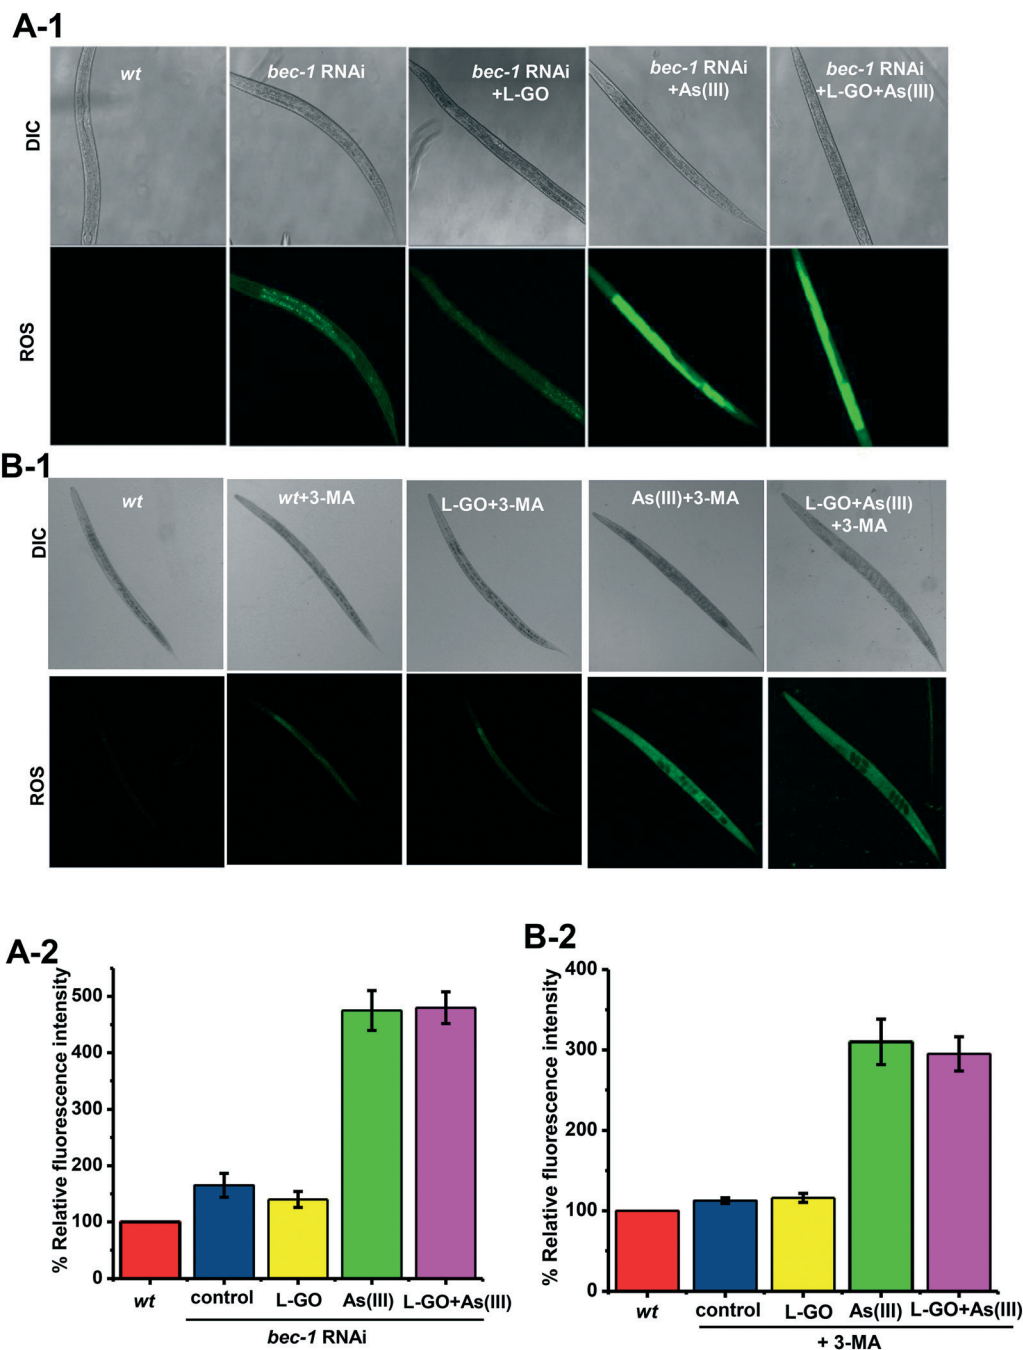 A-1
wt
bec-1 RNAi
bec-1 RNAi
+L-GO
bec-1 RNAi
+As(III)
bec-1 RNAi
+L-GO+As(III)
DIC
ROS
B-1
wt
wt+3-MA
L-GO+3-MA
As(III)+3-MA
L-GO+As(III)
+3-MA
DIC
ROS
A-2
% Relative fluorescence intensity
500
400
300
200
100
0
wt
control
L-GO
As(III)
L-GO+As(III)
bec-1 RNAi
B-2
% Relative fluorescence intensity
400
300
200
100
0
wt
control
L-GO
As(III)
L-GO+As(III)
+ 3-MA